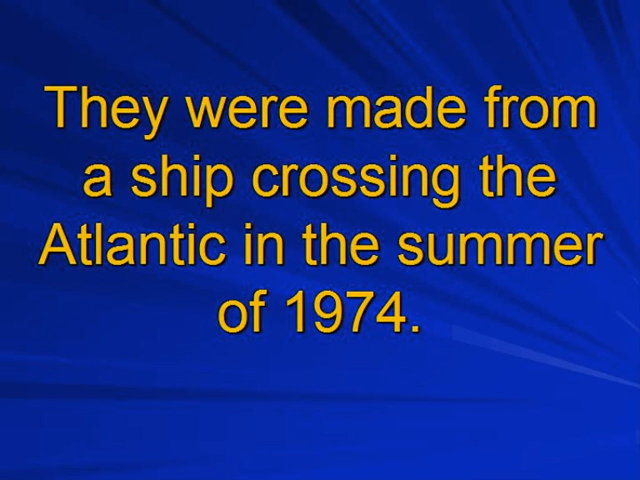 They were made from
a ship crossing the
Atlantic in the summer
of 1974.